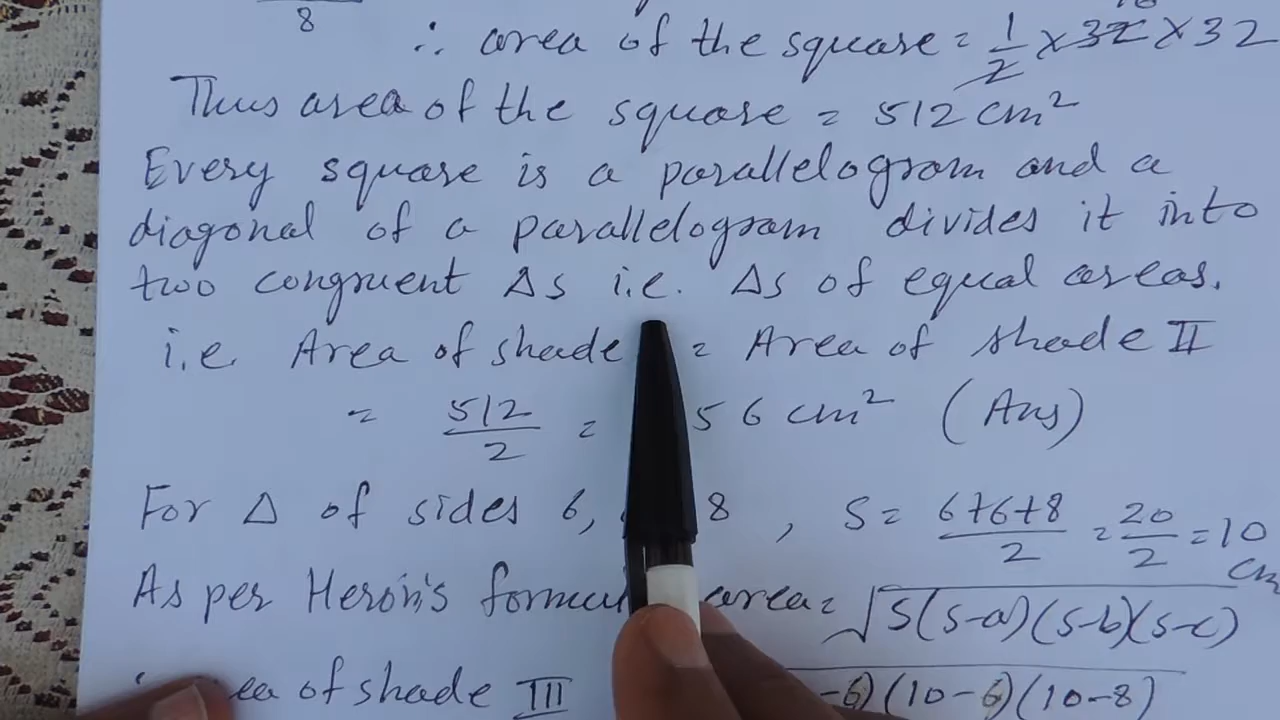 8
∴ area of the square = 1/2 × 32 × 32
Thus area of the square = 512 cm²
Every square is a parallelogram and a
diagonal of a parallelogram divides it into
two congruent Δs i.e. Δs of equal areas.
i.e. Area of shade = Area of shade II
= 512/2 = 56 cm² (Ans)
For Δ of sides 6, 8, S = 6+6+8/2 = 20/2 = 10 cm
As per Heron's formul area = √S(S-a)(S-b)(S-c)
ea of shade III -6)(10-6)(10-8)